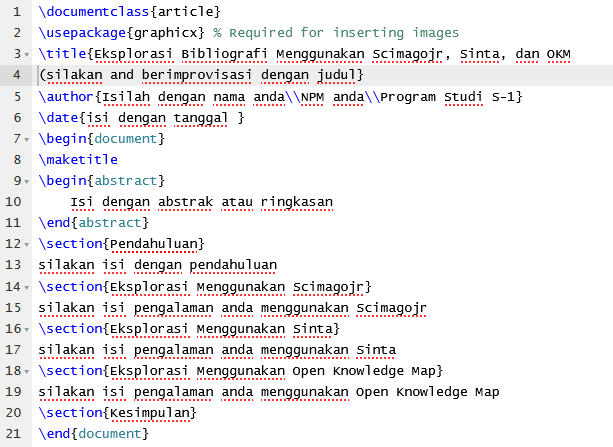 1 \documentclass{article}
2 \usepackage{graphicx} % Required for inserting images
3 \title{Eksplorasi Bibliografi Menggunakan Scimagojr, Sinta, dan OKM
4 (silakan and berimprovisasi dengan judul}
5 \author{Isilah dengan nama anda\\NPM anda\\Program Studi S-1}
6 \date{isi dengan tanggal }
7 \begin{document}
8 \maketitle
9 \begin{abstract}
10 Isi dengan abstrak atau ringkasan
11 \end{abstract}
12 \section{Pendahuluan}
13 silakan isi dengan pendahuluan
14 \section{Eksplorasi Menggunakan Scimagojr}
15 silakan isi pengalaman anda menggunakan Scimagojr
16 \section{Eksplorasi Menggunakan Sinta}
17 silakan isi pengalaman anda menggunakan Sinta
18 \section{Eksplorasi Menggunakan Open Knowledge Map}
19 silakan isi pengalaman anda menggunakan Open Knowledge Map
20 \section{Kesimpulan}
21 \end{document}